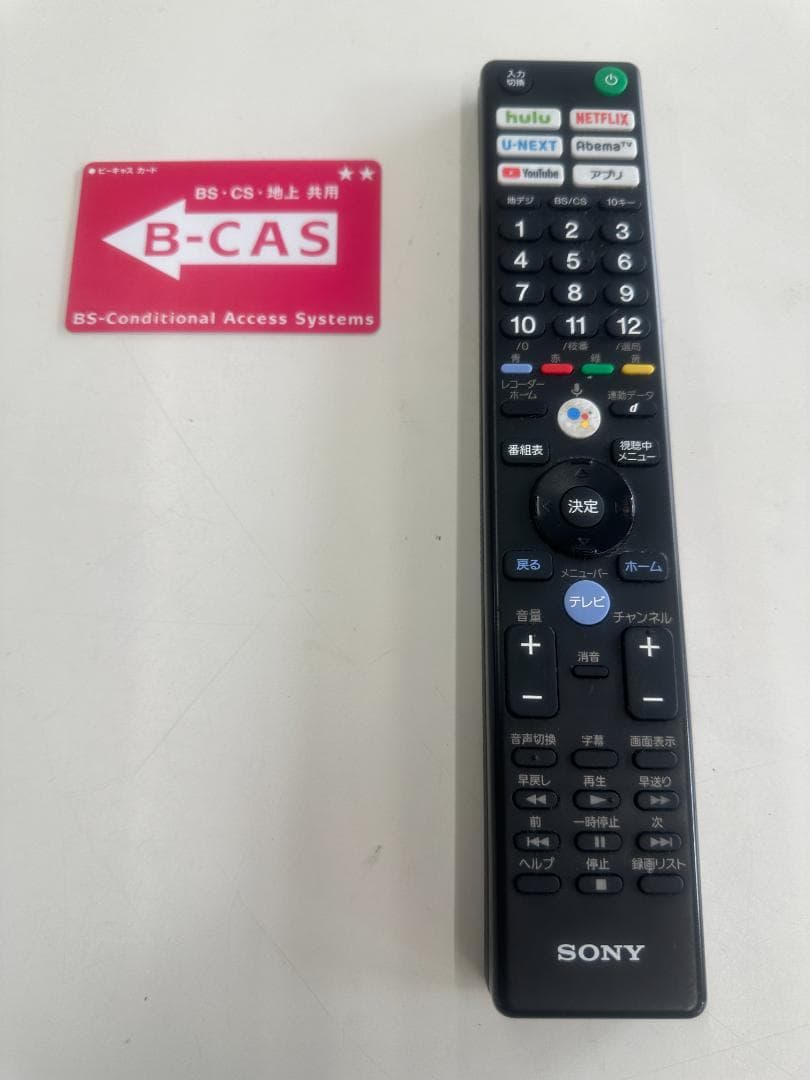 ● ビーキャス カード
★★
BS・CS・地上 共用
B-CAS
BS-Conditional Access Systems
入力
切換
hulu NETFLIX
U-NEXT AbemaTV
YouTube アプリ
地デジ BS/CS 10キー
1 2 3
4 5 6
7 8 9
10 11 12
/0 /枝番 /選局
青 赤 緑 黄
レコーダー
ホーム
連動データ
d
番組表
視聴中
メニュー
決定
戻る
メニューバー
ホーム
テレビ
音量
チャンネル
+ +
消音
− −
音声切換 字幕 画面表示
早戻し 再生 早送り
前 一時停止 次
ヘルプ 停止 録画リスト
SONY